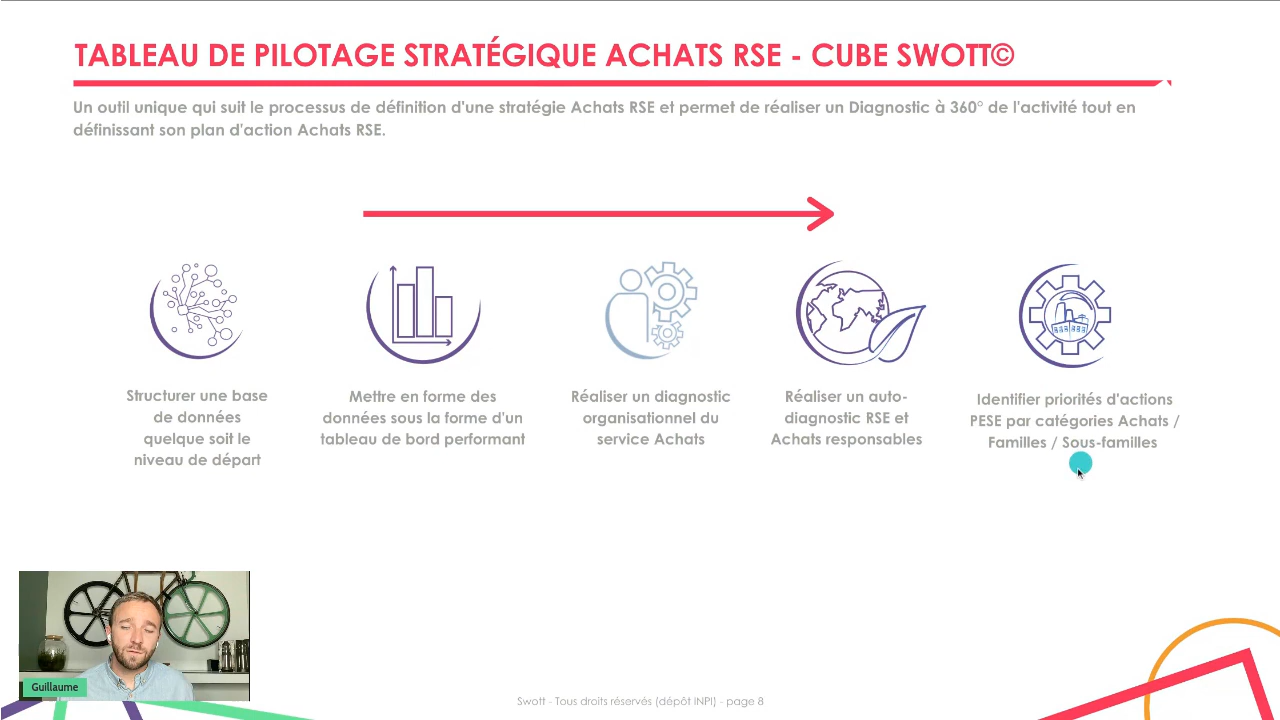 TABLEAU DE PILOTAGE STRATÉGIQUE ACHATS RSE - CUBE SWOTT©
Un outil unique qui suit le processus de définition d'une stratégie Achats RSE et permet de réaliser un Diagnostic à 360° de l'activité tout en
définissant son plan d'action Achats RSE.
Structurer une base
de données
quelque soit le
niveau de départ
Mettre en forme des
données sous la forme d'un
tableau de bord performant
Réaliser un diagnostic
organisationnel du
service Achats
Réaliser un auto-
diagnostic RSE et
Achats responsables
Identifier priorités d'actions
PESE par catégories Achats /
Familles / Sous-familles
Guillaume
Swott - Tous droits réservés (dépôt INPI) - page 8